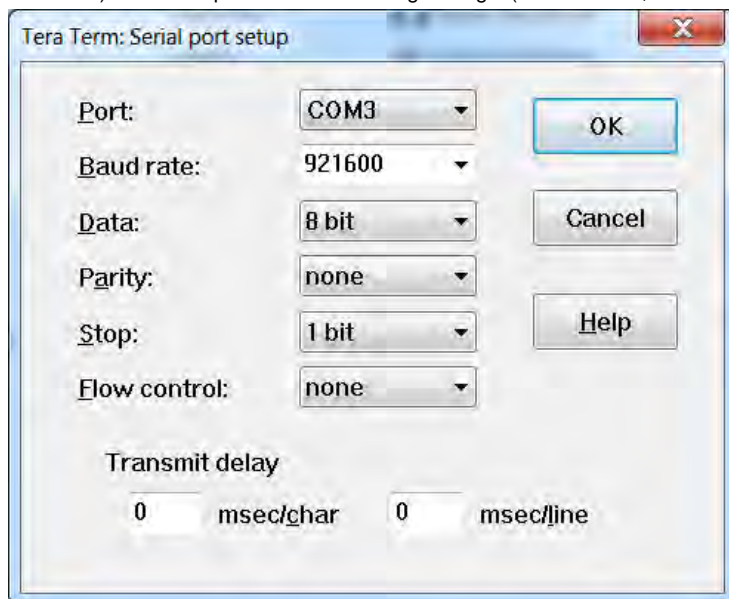 Tera Term: Serial port setup
Port: COM3
OK
Baud rate: 921600
Data: 8 bit
Cancel
Parity: none
Stop: 1 bit
Help
Flow control: none
Transmit delay
0 msec/char 0 msec/line